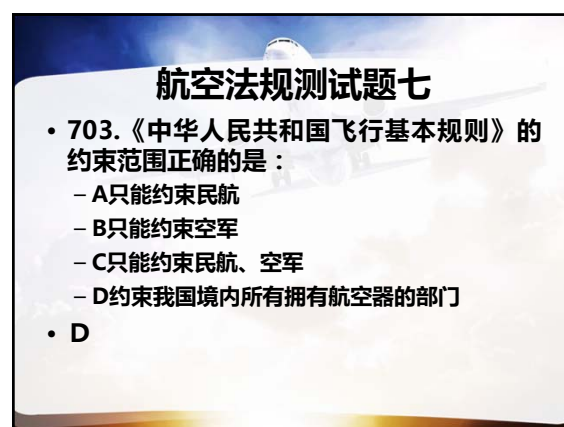 航空法规测试题七
• 703.《中华人民共和国飞行基本规则》的
约束范围正确的是：
– A只能约束民航
– B只能约束空军
– C只能约束民航、空军
– D约束我国境内所有拥有航空器的部门
• D